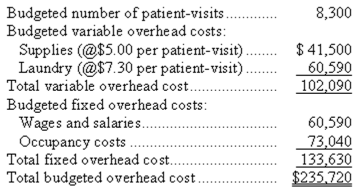 Budgeted number of patient-visits.............. 8,300
Budgeted variable overhead costs:
Supplies (@$5.00 per patient-visit)........ $ 41,500
Laundry (@$7.30 per patient-visit)........ 60,590
Total variable overhead cost...................... 102,090
Budgeted fixed overhead costs:
Wages and salaries.................................. 60,590
Occupancy costs ..................................... 73,040
Total fixed overhead cost........................... 133,630
Total budgeted overhead cost................... $235,720